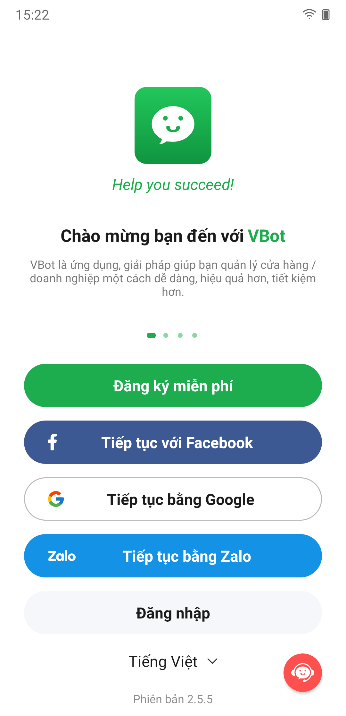 15:22
Help you succeed!
Chào mừng bạn đến với VBot
VBot là ứng dụng, giải pháp giúp bạn quản lý cửa hàng /
doanh nghiệp một cách dễ dàng, hiệu quả hơn, tiết kiệm
hơn.
Đăng ký miễn phí
Tiếp tục với Facebook
Tiếp tục bằng Google
Zalo Tiếp tục bằng Zalo
Đăng nhập
Tiếng Việt
Phiên bản 2.5.5